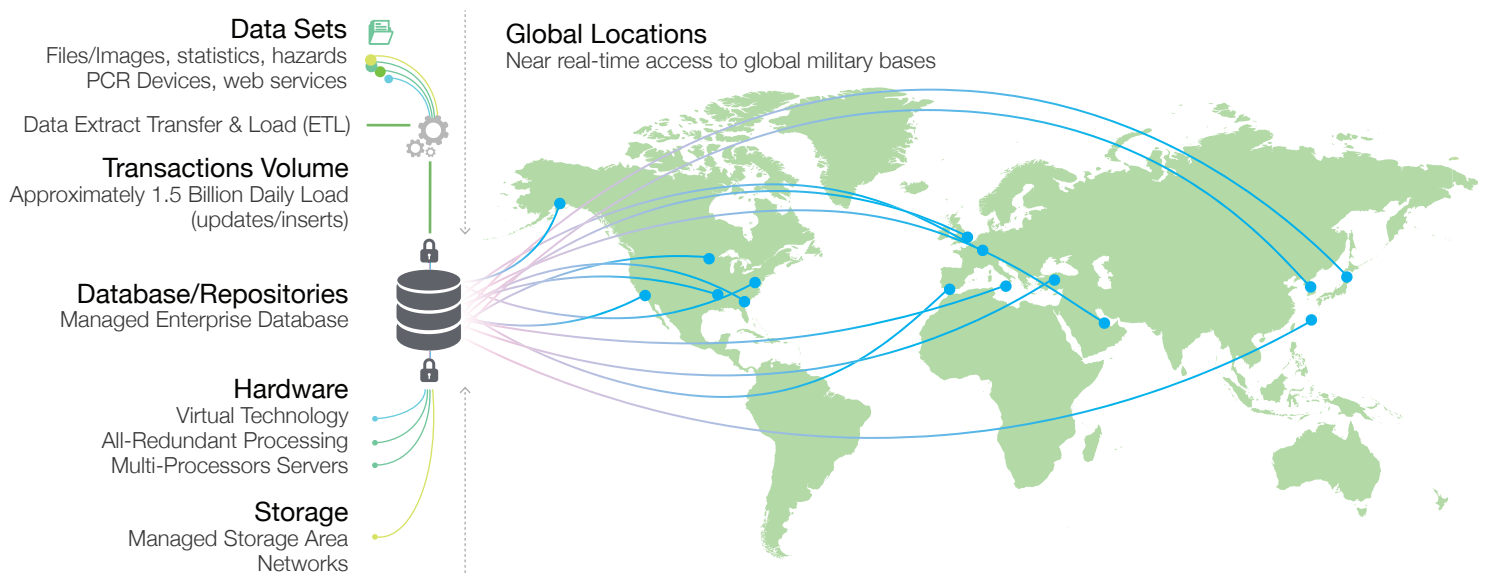 Data Sets
Files/Images, statistics, hazards
PCR Devices, web services
Data Extract Transfer & Load (ETL)
Transactions Volume
Approximately 1.5 Billion Daily Load
(updates/inserts)
Database/Repositories
Managed Enterprise Database
Hardware
Virtual Technology
All-Redundant Processing
Multi-Processors Servers
Storage
Managed Storage Area
Networks
Global Locations
Near real-time access to global military bases